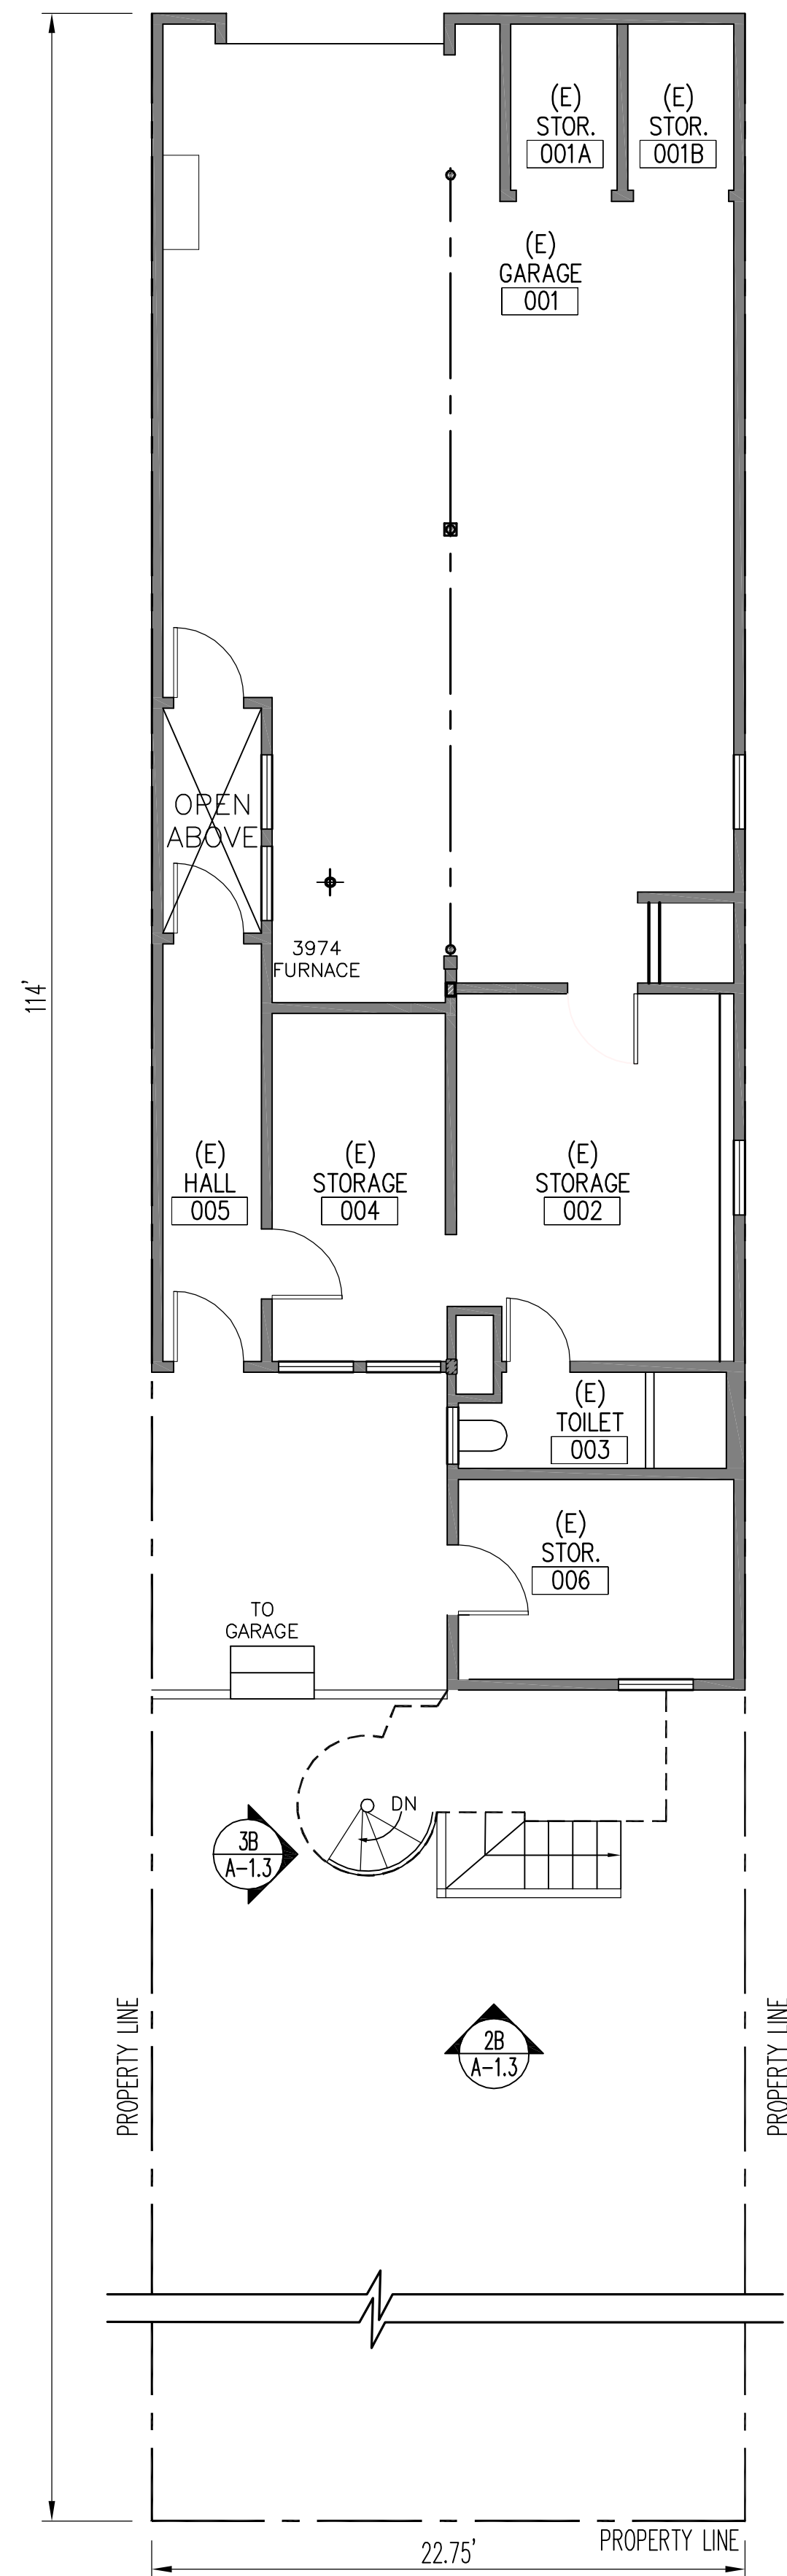 (E)
STOR.
001A
(E)
STOR.
001B
(E)
GARAGE
001
OPEN
ABOVE
3974
FURNACE
114'
(E)
HALL
005
(E)
STORAGE
004
(E)
STORAGE
002
(E)
TOILET
003
(E)
STOR.
006
TO
GARAGE
DN
3B
A-1.3
2B
A-1.3
PROPERTY LINE
PROPERTY LINE
PROPERTY LINE
22.75'